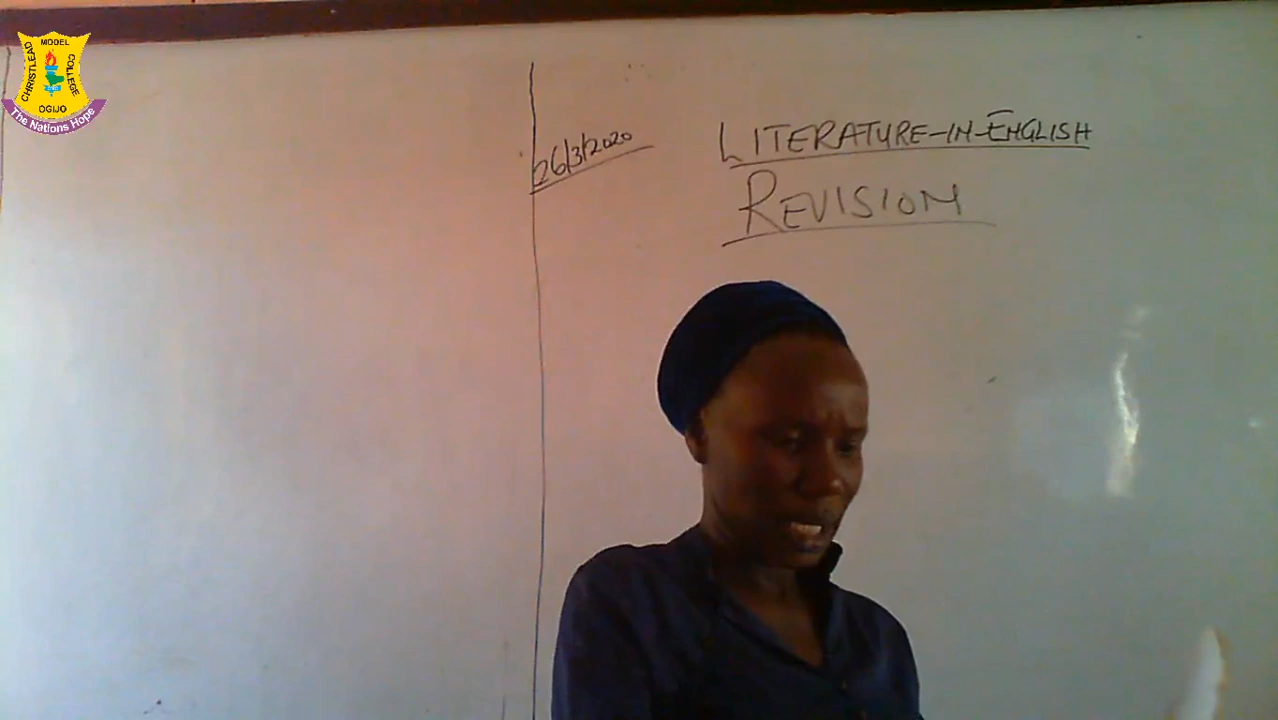 MODEL
CHRISTLEAD
COLLEGE
OGIJO
The Nations Hope
26/3/2020
LITERATURE-IN-ENGLISH
REVISION